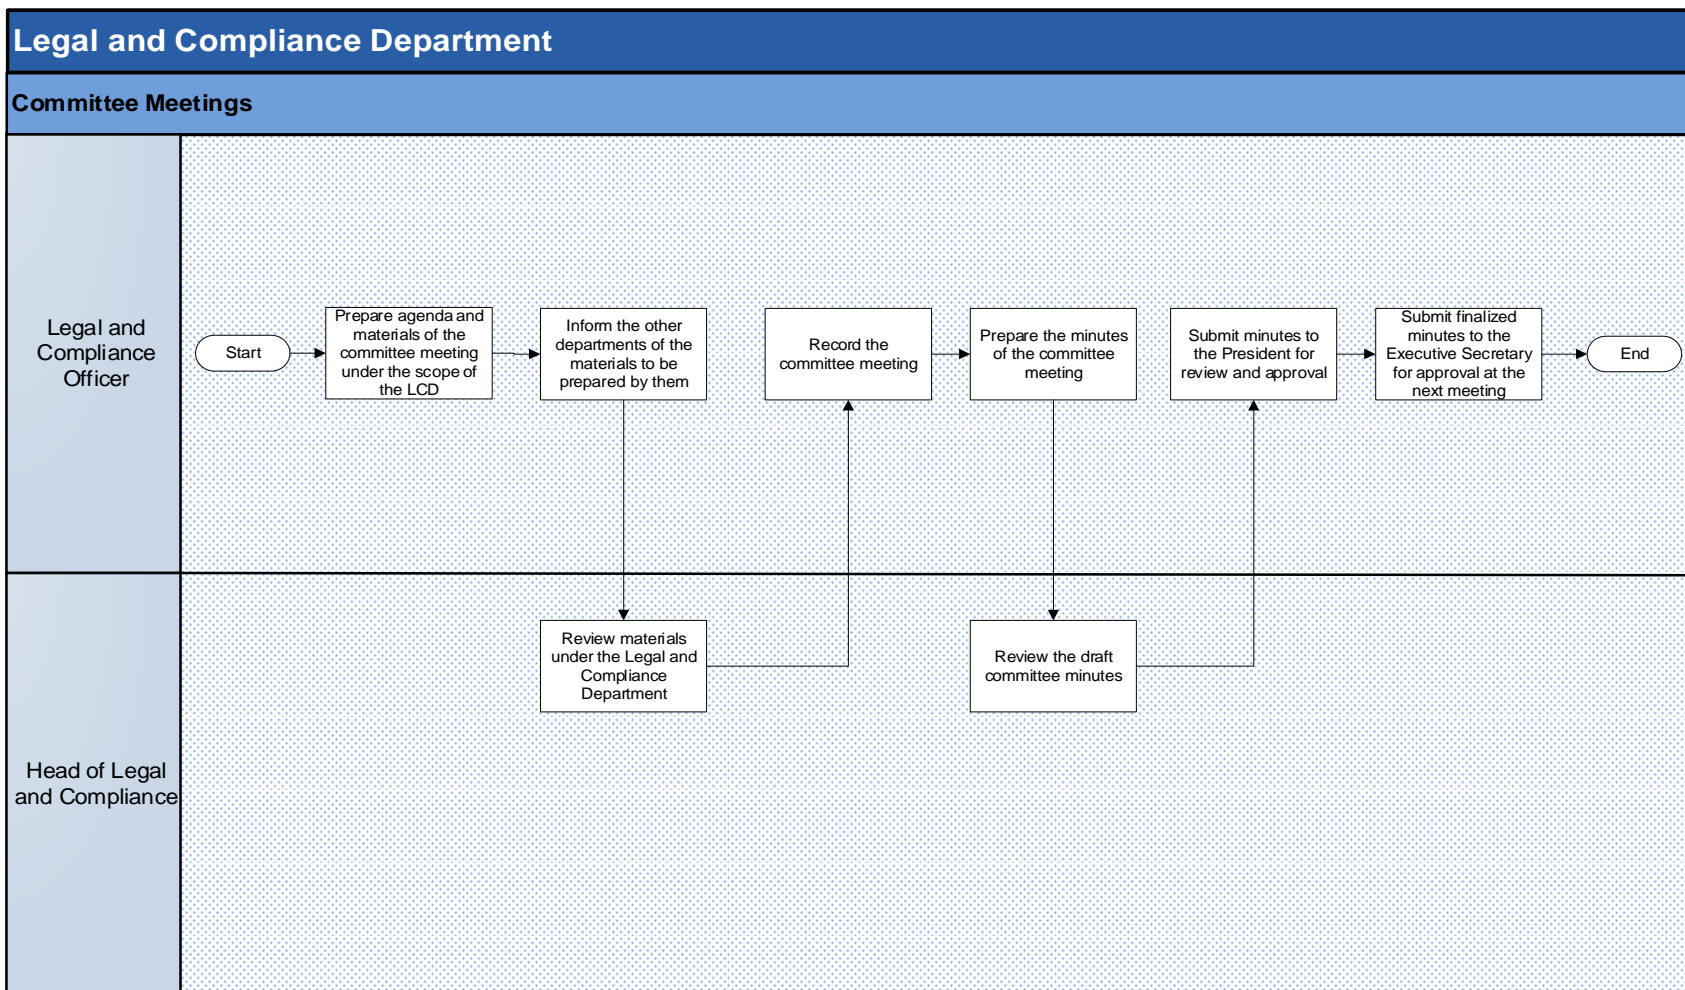 Legal and Compliance Department
Committee Meetings
Legal and
Compliance
Officer
Start
Prepare agenda and
materials of the
committee meeting
under the scope of
the LCD
Inform the other
departments of the
materials to be
prepared by them
Record the
committee meeting
Prepare the minutes
of the committee
meeting
Submit minutes to
the President for
review and approval
Submit finalized
minutes to the
Executive Secretary
for approval at the
next meeting
End
Head of Legal
and Compliance
Review materials
under the Legal and
Compliance
Department
Review the draft
committee minutes